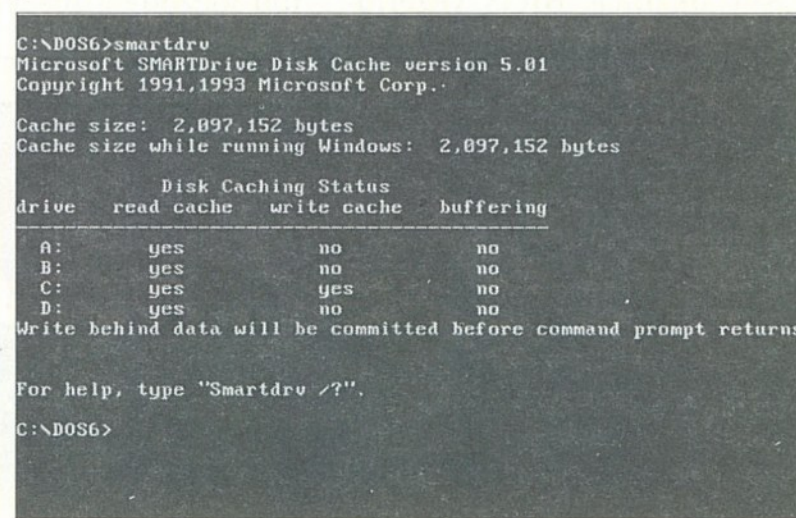 C:\DOS6>smartdrv
Microsoft SMARTDrive Disk Cache version 5.01
Copyright 1991,1993 Microsoft Corp.
Cache size: 2,097,152 bytes
Cache size while running Windows: 2,097,152 bytes
Disk Caching Status
drive read cache write cache buffering
A: yes no no
B: yes no no
C: yes yes no
D: yes no no
Write behind data will be committed before command prompt returns
For help, type "Smartdrv /?".
C:\DOS6>